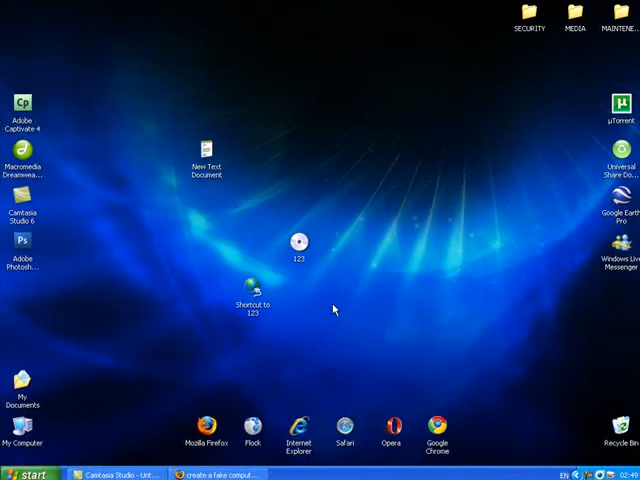 SECURITY
MEDIA
MAINTENE...
Adobe
Captivate 4
µTorrent
New Text
Document
Macromedia
Dreamwea...
Universal
Share Do...
Camtasia
Studio 6
Google Earth
Pro
Adobe
Photosh...
123
Windows Live
Messenger
Shortcut to
123
My
Documents
My Computer
Mozilla Firefox
Flock
Internet
Explorer
Safari
Opera
Google
Chrome
Recycle Bin
start
Camtasia Studio - Unt...
create a fake comput...
EN
02:49